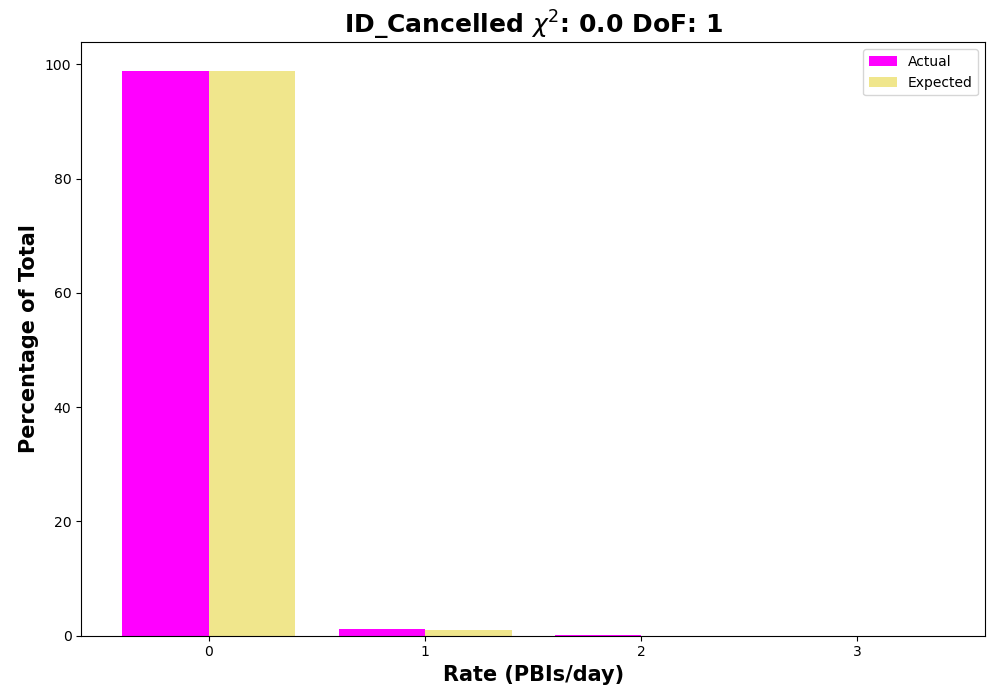 ID_Cancelled χ²: 0.0 DoF: 1
Actual
Expected
Percentage of Total
100
80
60
40
20
0
0 1 2 3
Rate (PBIs/day)